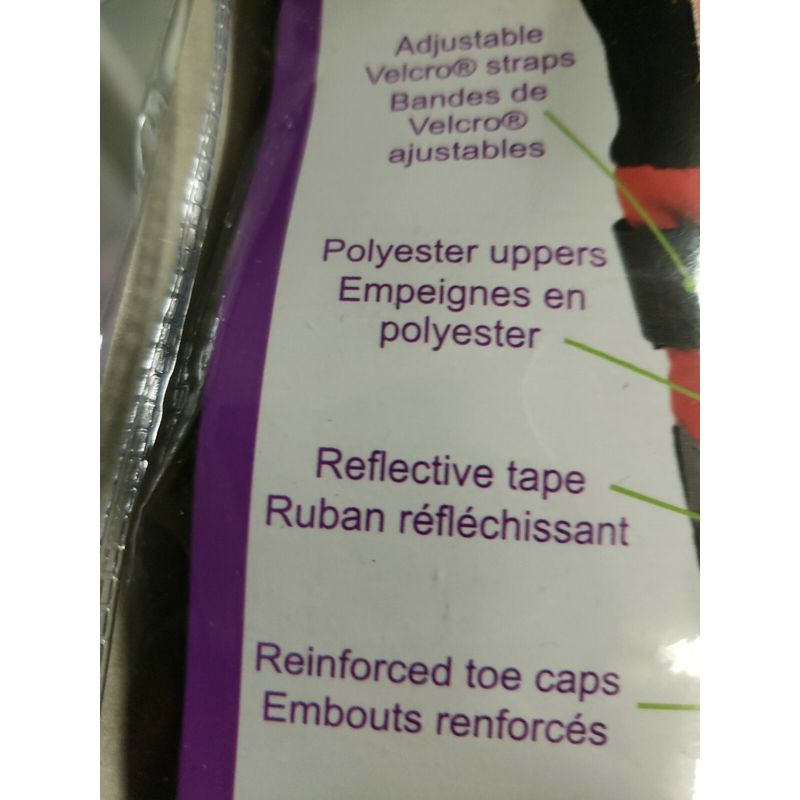 Adjustable
Velcro® straps
Bandes de
Velcro®
ajustables
Polyester uppers
Empeignes en
polyester
Reflective tape
Ruban réfléchissant
Reinforced toe caps
Embouts renforcés